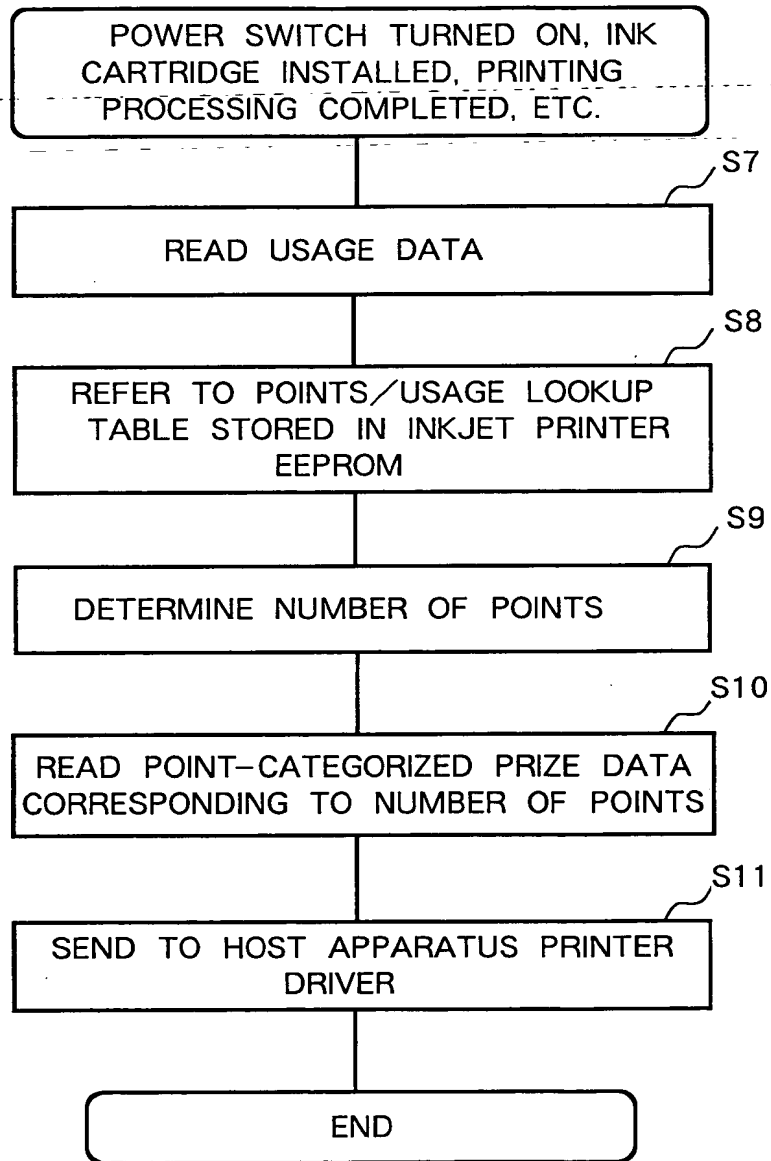 POWER SWITCH TURNED ON, INK
CARTRIDGE INSTALLED, PRINTING
PROCESSING COMPLETED, ETC.
S7
READ USAGE DATA
S8
REFER TO POINTS/USAGE LOOKUP
TABLE STORED IN INKJET PRINTER
EEPROM
S9
DETERMINE NUMBER OF POINTS
S10
READ POINT-CATEGORIZED PRIZE DATA
CORRESPONDING TO NUMBER OF POINTS
S11
SEND TO HOST APPARATUS PRINTER
DRIVER
END